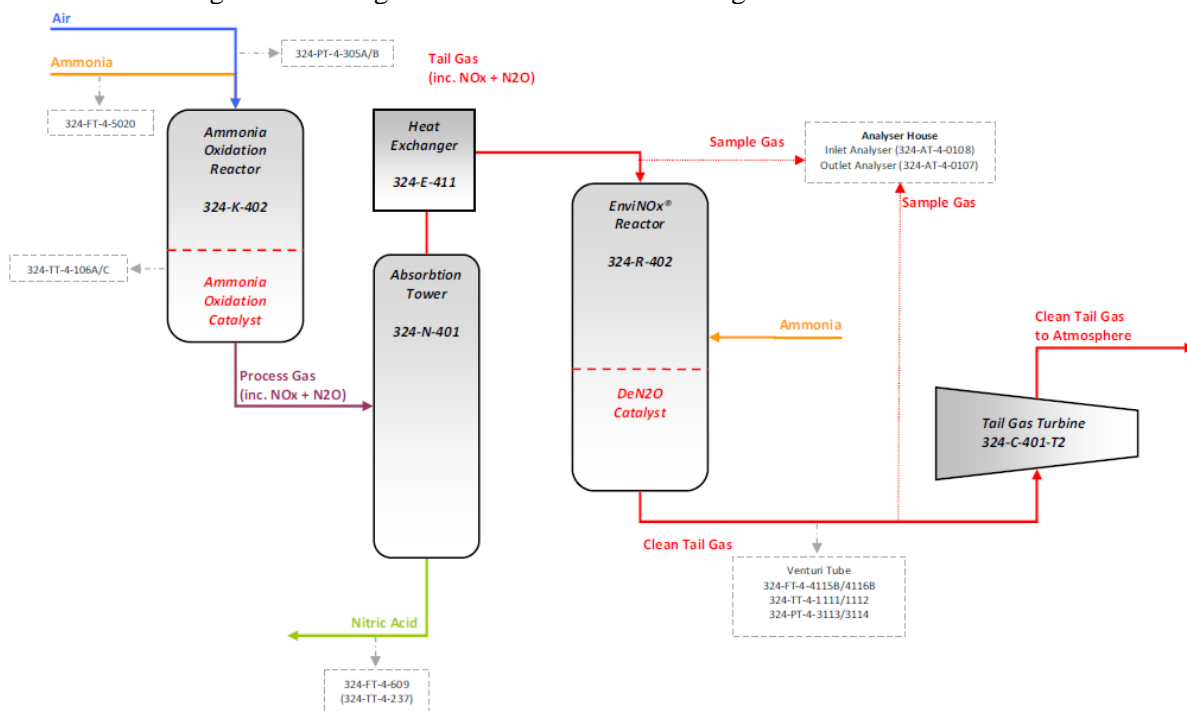 Air
324-PT-4-305A/B
Ammonia
324-FT-4-5020
Tail Gas
(inc. NOx + N2O)
Ammonia
Oxidation
Reactor
324-K-402
Heat
Exchanger
324-E-411
Sample Gas
Analyser House
Inlet Analyser (324-AT-4-0108)
Outlet Analyser (324-AT-4-0107)
Sample Gas
EnviNOx®
Reactor
324-R-402
324-TT-4-106A/C
Ammonia
Oxidation
Catalyst
Absorbtion
Tower
324-N-401
Ammonia
Clean Tail Gas
to Atmosphere
Process Gas
(inc. NOx + N2O)
DeN2O
Catalyst
Tail Gas Turbine
324-C-401-T2
Clean Tail Gas
Venturi Tube
324-FT-4-4115B/4116B
324-TT-4-1111/1112
324-PT-4-3113/3114
Nitric Acid
324-FT-4-609
(324-TT-4-237)